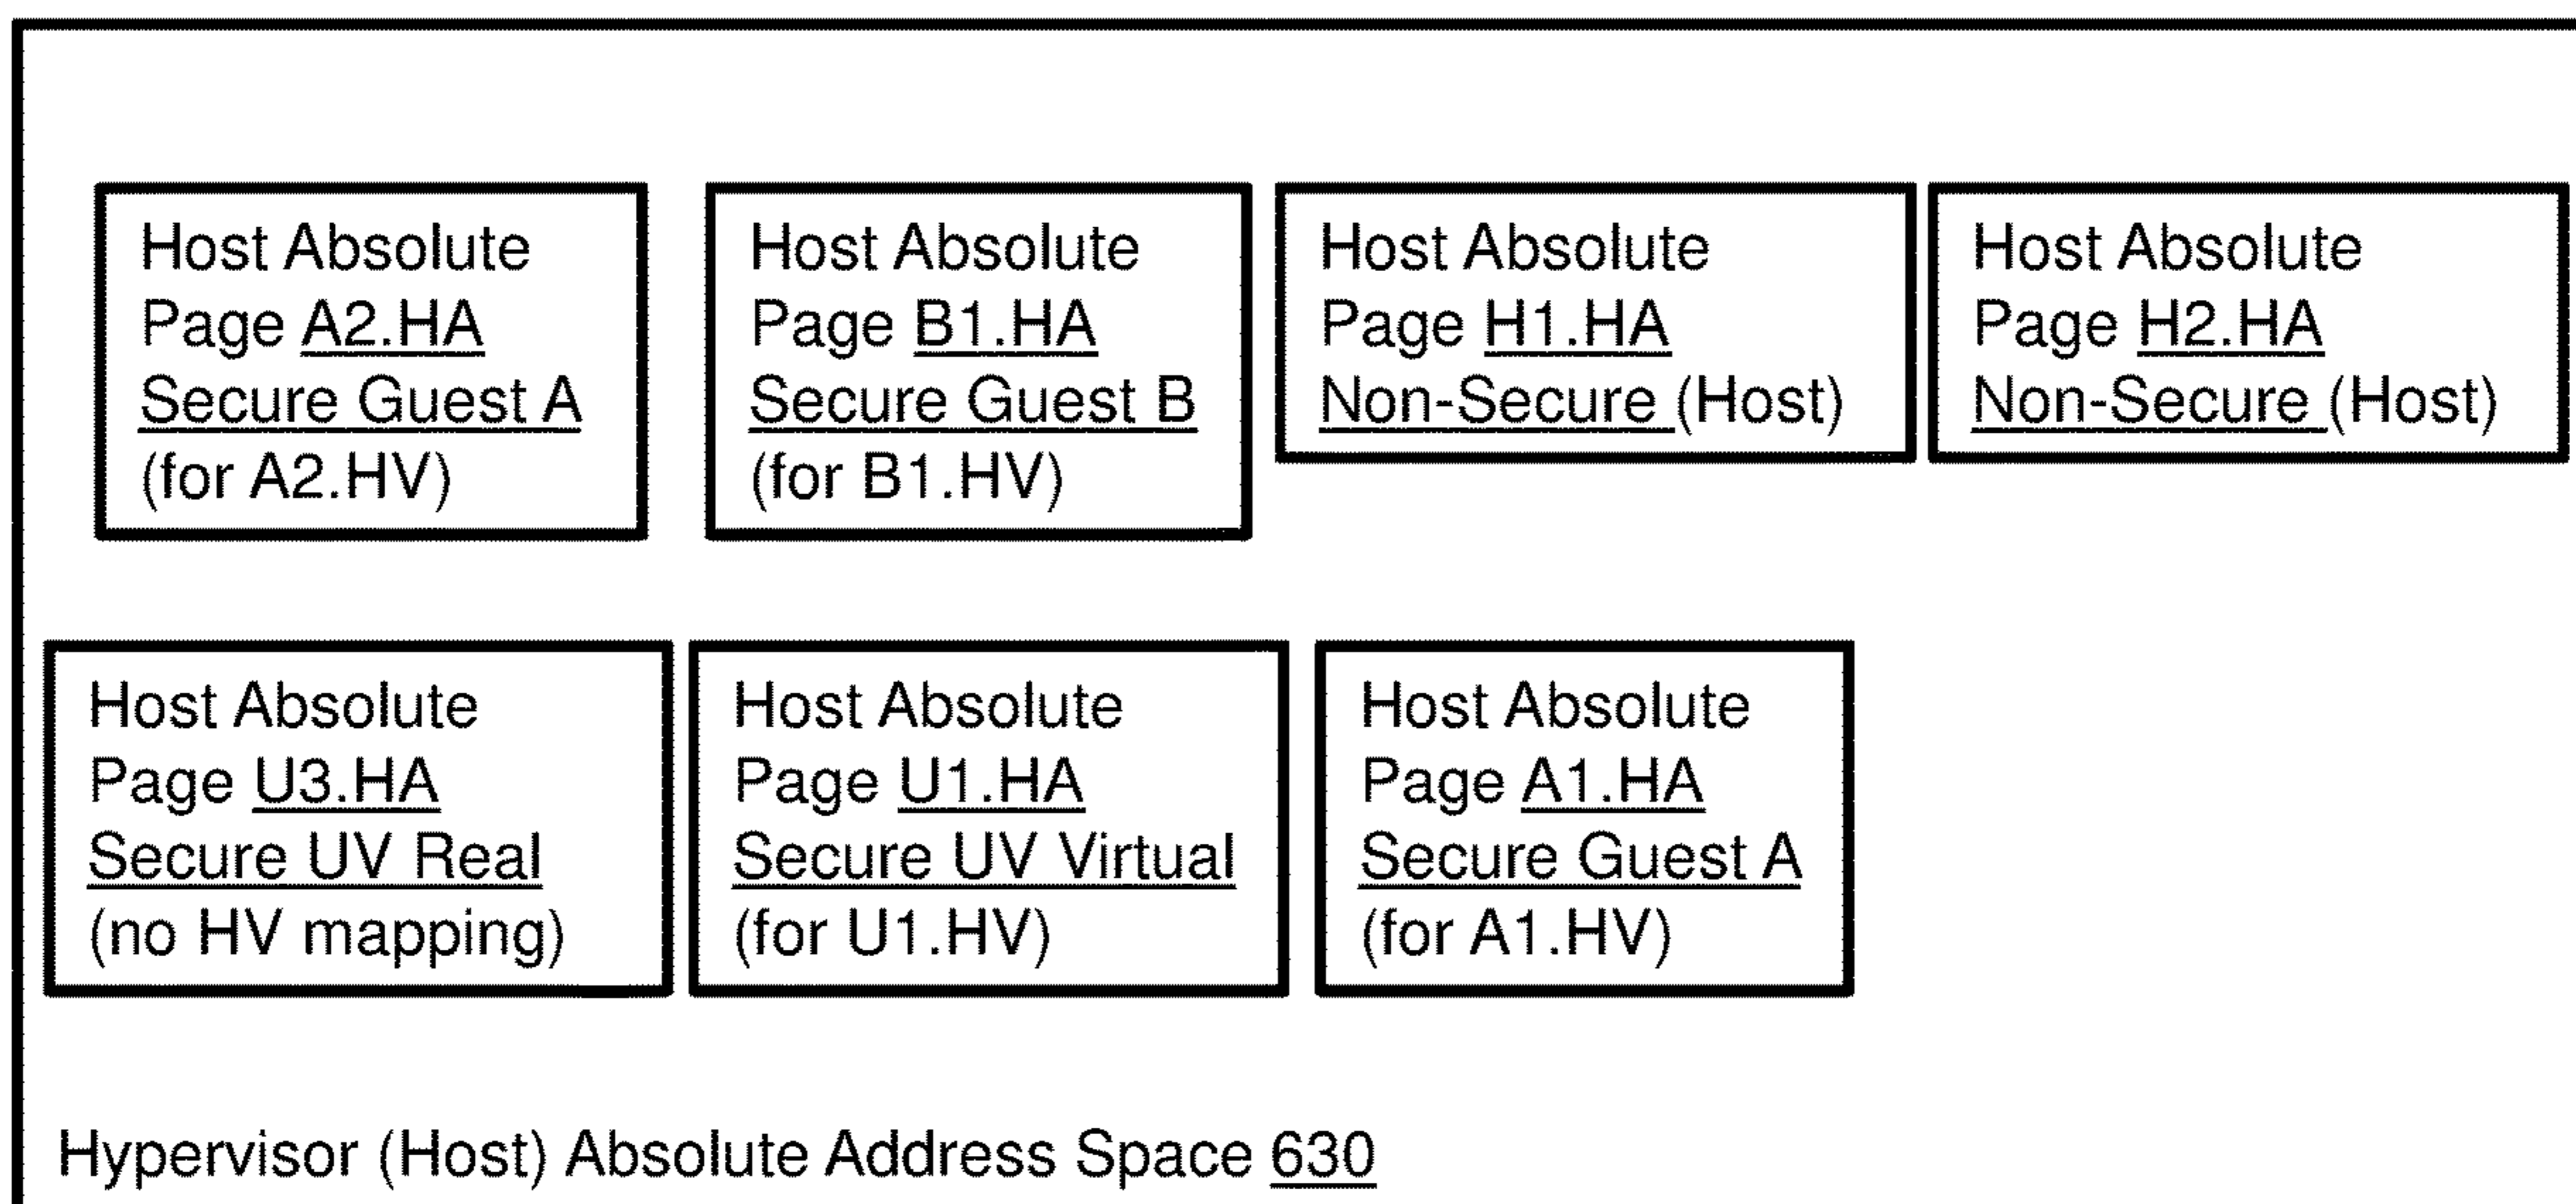 Host Absolute
Page A2.HA
Secure Guest A
(for A2.HV)
Host Absolute
Page B1.HA
Secure Guest B
(for B1.HV)
Host Absolute
Page H1.HA
Non-Secure (Host)
Host Absolute
Page H2.HA
Non-Secure (Host)
Host Absolute
Page U3.HA
Secure UV Real
(no HV mapping)
Host Absolute
Page U1.HA
Secure UV Virtual
(for U1.HV)
Host Absolute
Page A1.HA
Secure Guest A
(for A1.HV)
Hypervisor (Host) Absolute Address Space 630